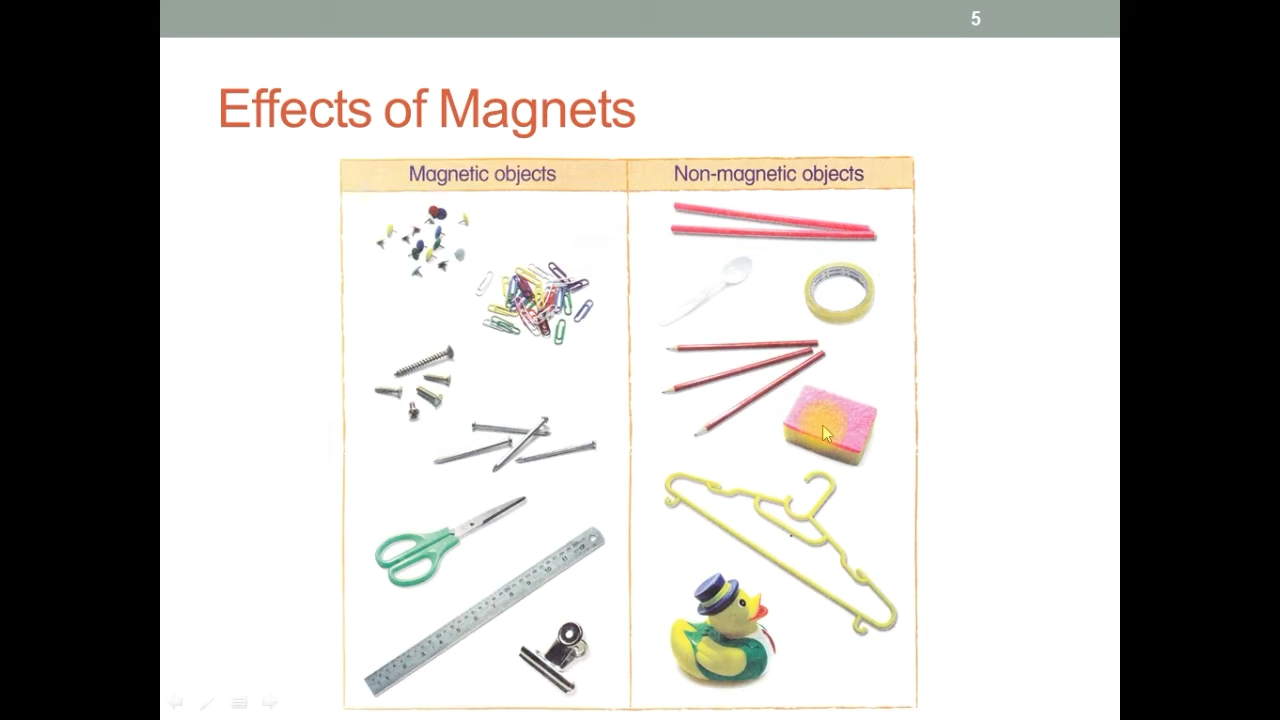 5
Effects of Magnets
Magnetic objects
Non-magnetic objects